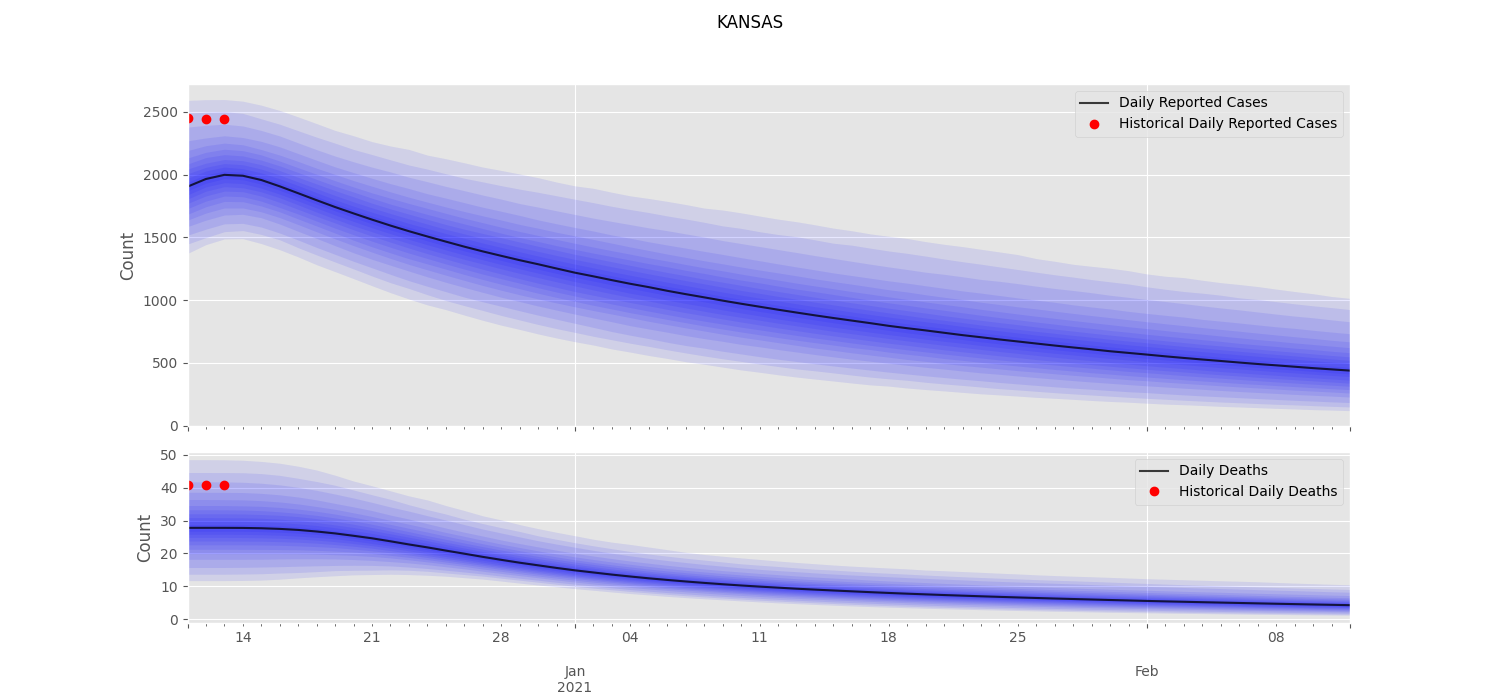 KANSAS
2500
2000
1500
1000
500
0
Count
Daily Reported Cases
Historical Daily Reported Cases
50
40
30
20
10
0
Count
Daily Deaths
Historical Daily Deaths
14 21 28 04 11 18 25 08
Jan Feb
2021